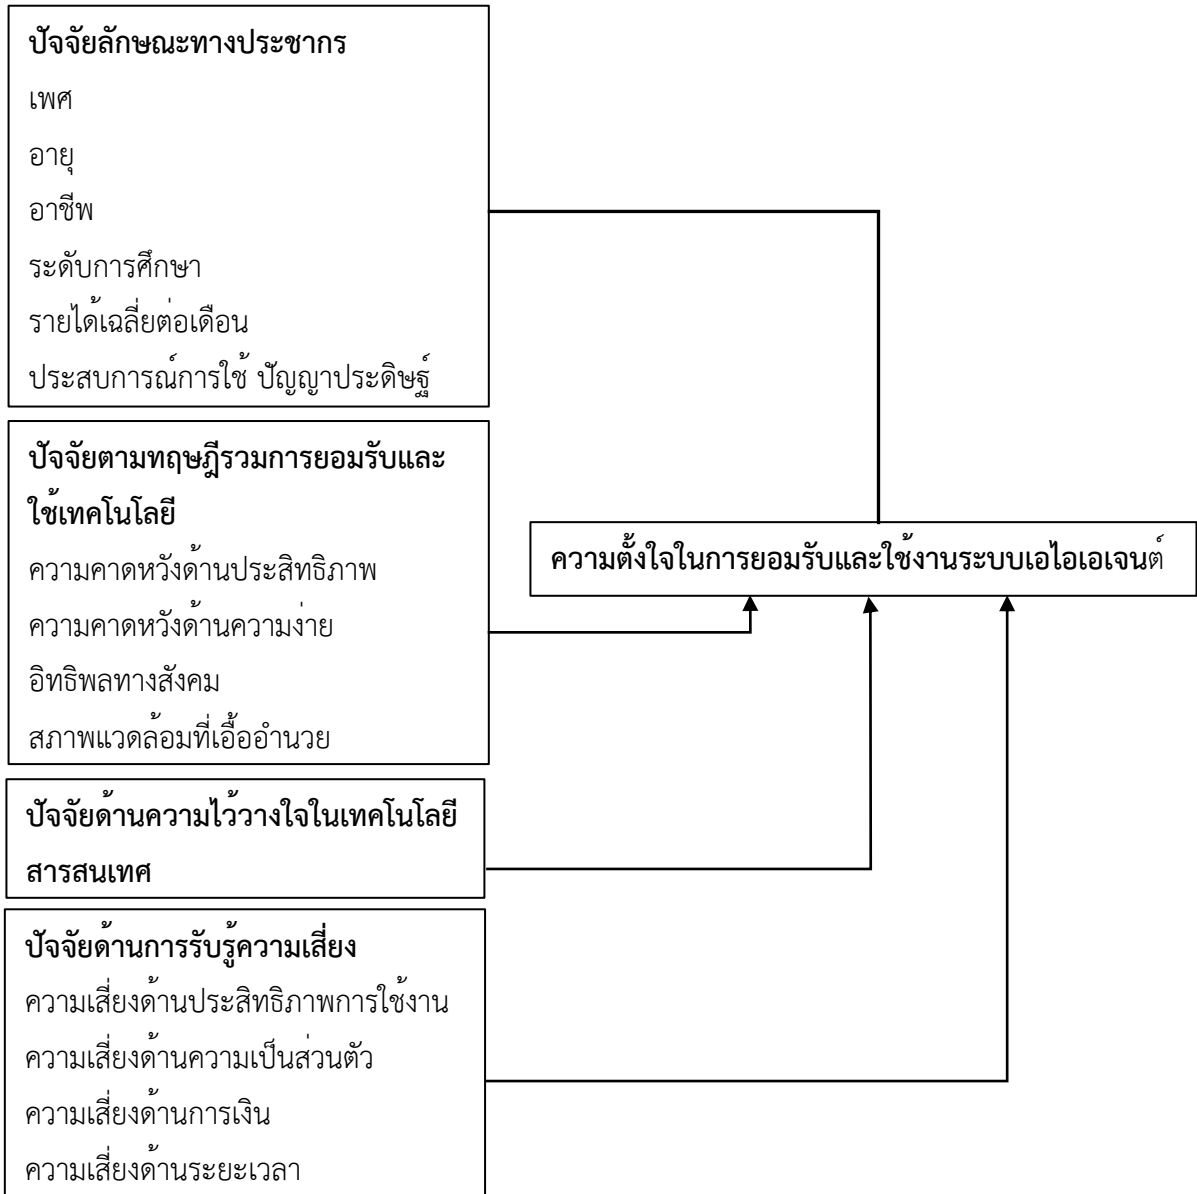 ปัจจัยลักษณะทางประชากร
เพศ
อายุ
อาชีพ
ระดับการศึกษา
รายได้เฉลี่ยต่อเดือน
ประสบการณ์การใช้ ปัญญาประดิษฐ์
ปัจจัยตามทฤษฎีรวมการยอมรับและ
ใช้เทคโนโลยี
ความคาดหวังด้านประสิทธิภาพ
ความคาดหวังด้านความง่าย
อิทธิพลทางสังคม
สภาพแวดล้อมที่เอื้ออำนวย
ความตั้งใจในการยอมรับและใช้งานระบบเอไอเอเจนต์
ปัจจัยด้านความไว้วางใจในเทคโนโลยี
สารสนเทศ
ปัจจัยด้านการรับรู้ความเสี่ยง
ความเสี่ยงด้านประสิทธิภาพการใช้งาน
ความเสี่ยงด้านความเป็นส่วนตัว
ความเสี่ยงด้านการเงิน
ความเสี่ยงด้านระยะเวลา